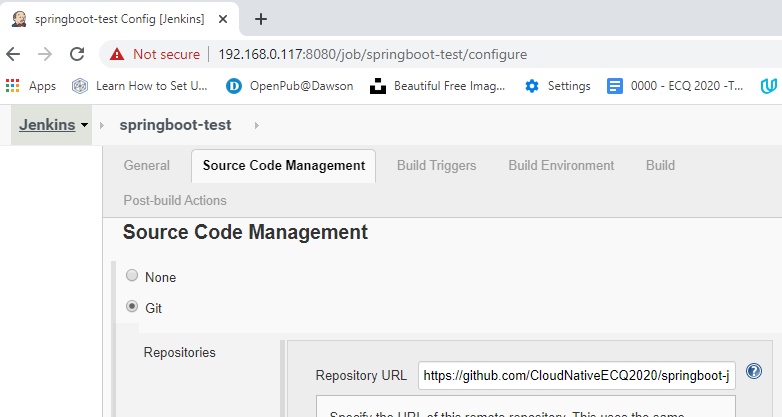 springboot-test Config [Jenkins]
Not secure | 192.168.0.117:8080/job/springboot-test/configure
Apps Learn How to Set U... OpenPub@Dawson Beautiful Free Imag... Settings 0000 - ECQ 2020 -T...
Jenkins springboot-test
General Source Code Management Build Triggers Build Environment Build
Post-build Actions
Source Code Management
None
Git
Repositories
Repository URL https://github.com/CloudNativeECQ2020/springboot-j
Specify the URL of this remote repository. This uses the same